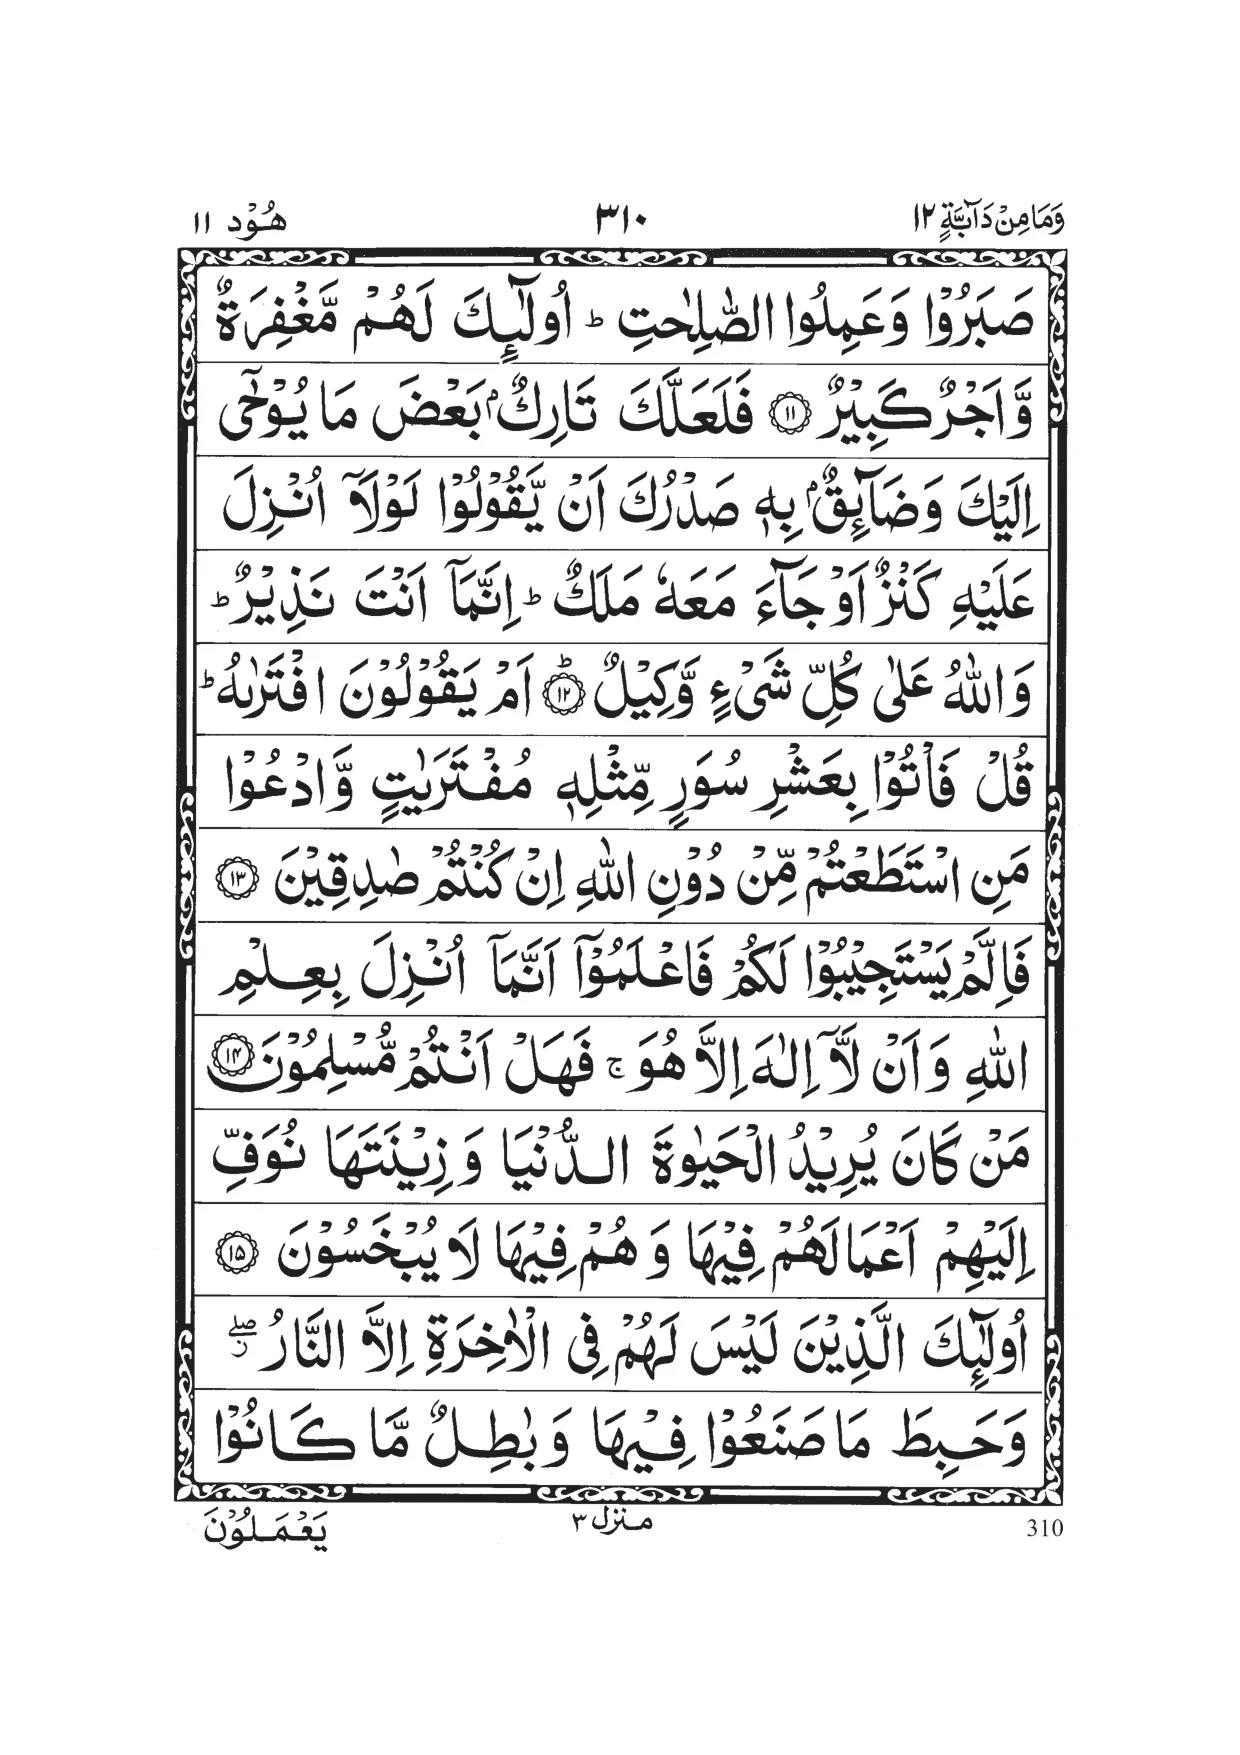 وَمَا مِنْ دَآبَّةٍ ١٢ ٣١٠ هُوْد ١١
صَبَرُوْا وَعَمِلُوا الصّٰلِحٰتِ ؕ اُولٰٓئِكَ لَهُمْ مَّغْفِرَةٌ
وَّاَجْرٌ كَبِيْرٌ ۝١١ فَلَعَلَّكَ تَارِكٌۢ بَعْضَ مَا يُوْحٰٓى
اِلَيْكَ وَضَآئِقٌۢ بِهٖ صَدْرُكَ اَنْ يَّقُوْلُوْا لَوْلَاۤ اُنْزِلَ
عَلَيْهِ كَنْزٌ اَوْ جَآءَ مَعَهٗ مَلَكٌ ؕ اِنَّمَاۤ اَنْتَ نَذِيْرٌ ؕ
وَاللّٰهُ عَلٰى كُلِّ شَىْءٍ وَّكِيْلٌ ؕ۝١٢ اَمْ يَقُوْلُوْنَ افْتَرٰىهُ ؕ
قُلْ فَاْتُوْا بِعَشْرِ سُوَرٍ مِّثْلِهٖ مُفْتَرَيٰتٍ وَّادْعُوْا
مَنِ اسْتَطَعْتُمْ مِّنْ دُوْنِ اللّٰهِ اِنْ كُنْتُمْ صٰدِقِيْنَ ۝١٣
فَاِلَّمْ يَسْتَجِيْبُوْا لَكُمْ فَاعْلَمُوْۤا اَنَّمَاۤ اُنْزِلَ بِعِلْمِ
اللّٰهِ وَاَنْ لَّاۤ اِلٰهَ اِلَّا هُوَ ۚ فَهَلْ اَنْتُمْ مُّسْلِمُوْنَ ۝١٤
مَنْ كَانَ يُرِيْدُ الْحَيٰوةَ الدُّنْيَا وَزِيْنَتَهَا نُوَفِّ
اِلَيْهِمْ اَعْمَالَهُمْ فِيْهَا وَهُمْ فِيْهَا لَا يُبْخَسُوْنَ ۝١٥
اُولٰٓئِكَ الَّذِيْنَ لَيْسَ لَهُمْ فِى الْاٰخِرَةِ اِلَّا النَّارُ ۖ ن
وَحَبِطَ مَا صَنَعُوْا فِيْهَا وَبٰطِلٌ مَّا كَانُوْا
يَعْمَلُوْنَ منزل ٣ 310